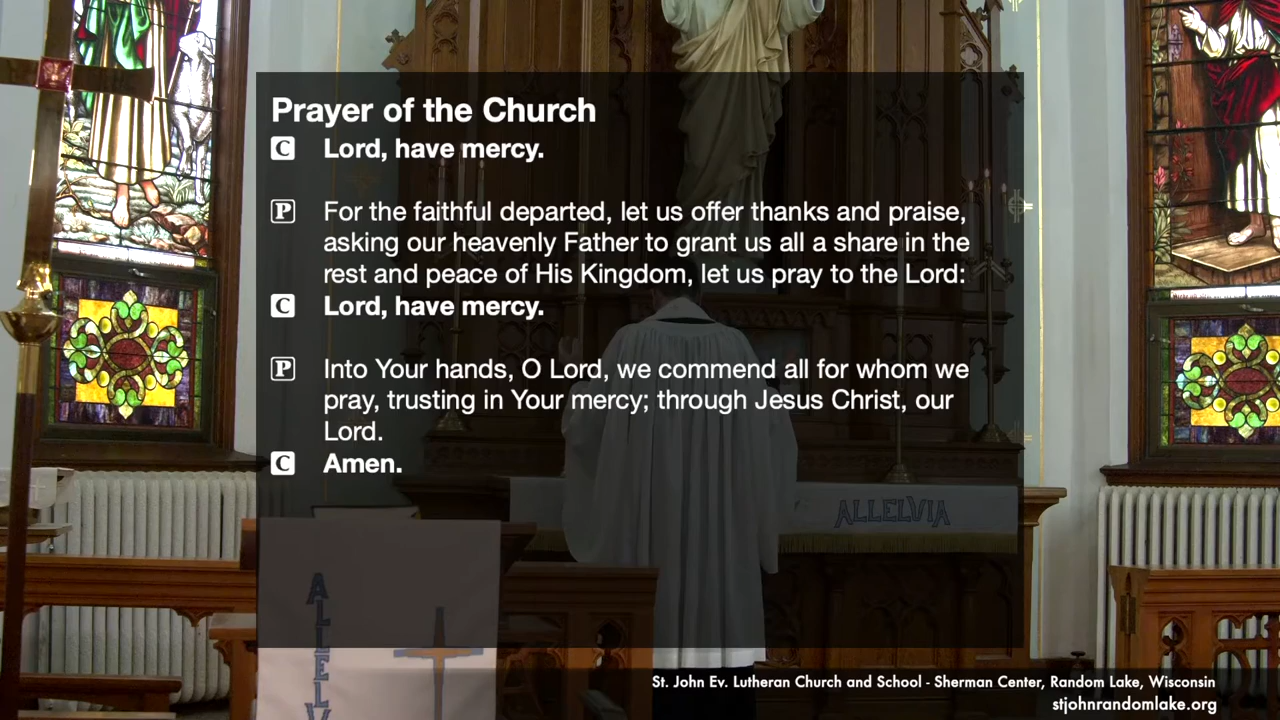 Prayer of the Church
C Lord, have mercy.
P For the faithful departed, let us offer thanks and praise,
asking our heavenly Father to grant us all a share in the
rest and peace of His Kingdom, let us pray to the Lord:
C Lord, have mercy.
P Into Your hands, O Lord, we commend all for whom we
pray, trusting in Your mercy; through Jesus Christ, our
Lord.
C Amen.
ALLELVIA
ALLELV
St. John Ev. Lutheran Church and School - Sherman Center, Random Lake, Wisconsin
stjohnrandomlake.org